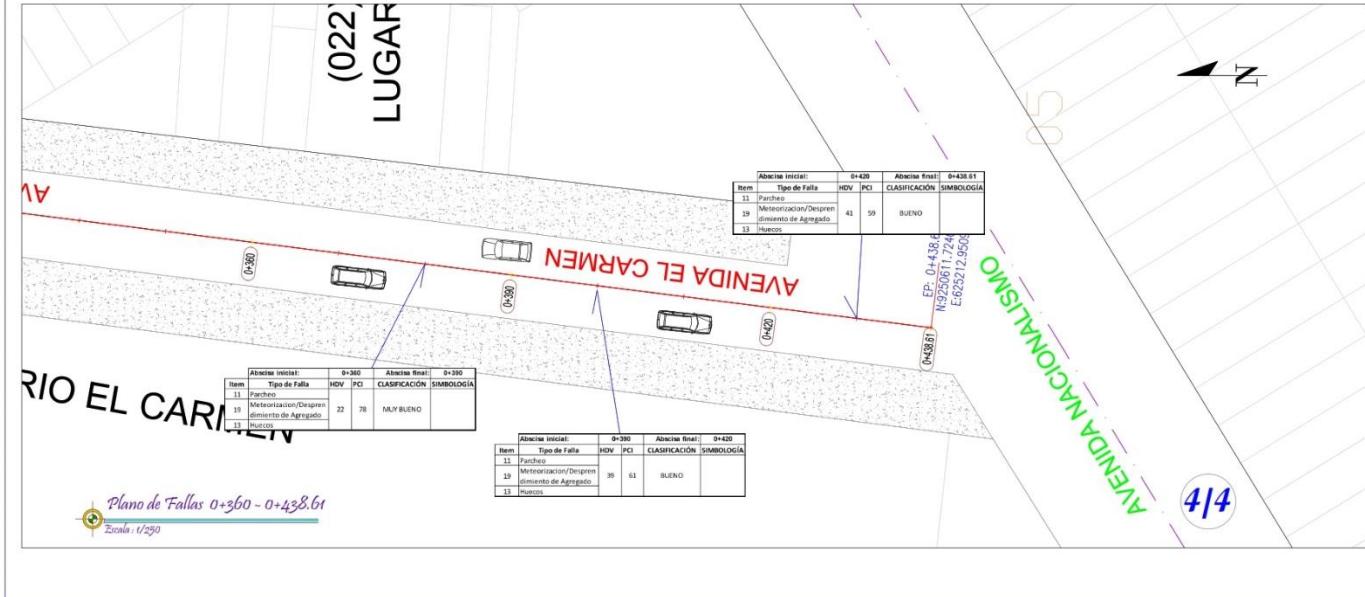 (022)
LUGAR
N
85
AV
AVENIDA EL CARMEN
0+360
0+390
0+420
0+438.61
N:9250611.724
E:625212.950
AVENIDA NACIONALISMO
RIO EL CARMEN
Abscisa inicial: 0+420 Abscisa final: 0+438.61
Item Tipo de Falla HDV PCI CLASIFICACIÓN SIMBOLOGÍA
11 Parcheo
19 Meteorizacion/Despren
dimiento de Agregado 41 59 BUENO
13 Huecos
Abscisa inicial: 0+360 Abscisa final: 0+390
Item Tipo de Falla HDV PCI CLASIFICACIÓN SIMBOLOGÍA
11 Parcheo
19 Meteorizacion/Despren
dimiento de Agregado 22 78 MUY BUENO
13 Huecos
Abscisa inicial: 0+390 Abscisa final: 0+420
Item Tipo de Falla HDV PCI CLASIFICACIÓN SIMBOLOGÍA
11 Parcheo
19 Meteorizacion/Despren
dimiento de Agregado 39 61 BUENO
13 Huecos
Plano de Fallas 0+360 ~ 0+438.61
Escala : 1/250
4/4